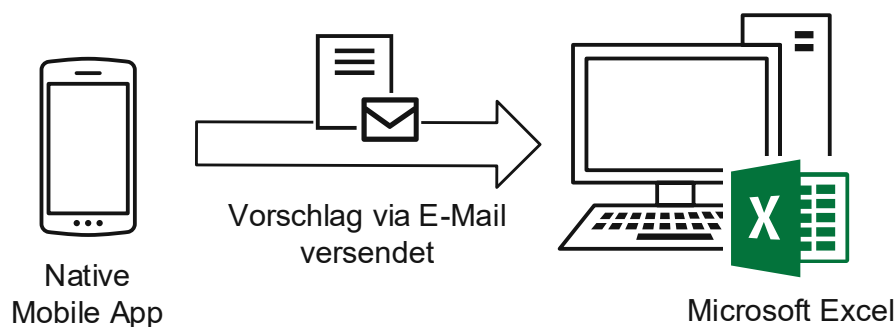 Vorschlag via E-Mail
versendet
X
Native
Mobile App
Microsoft Excel